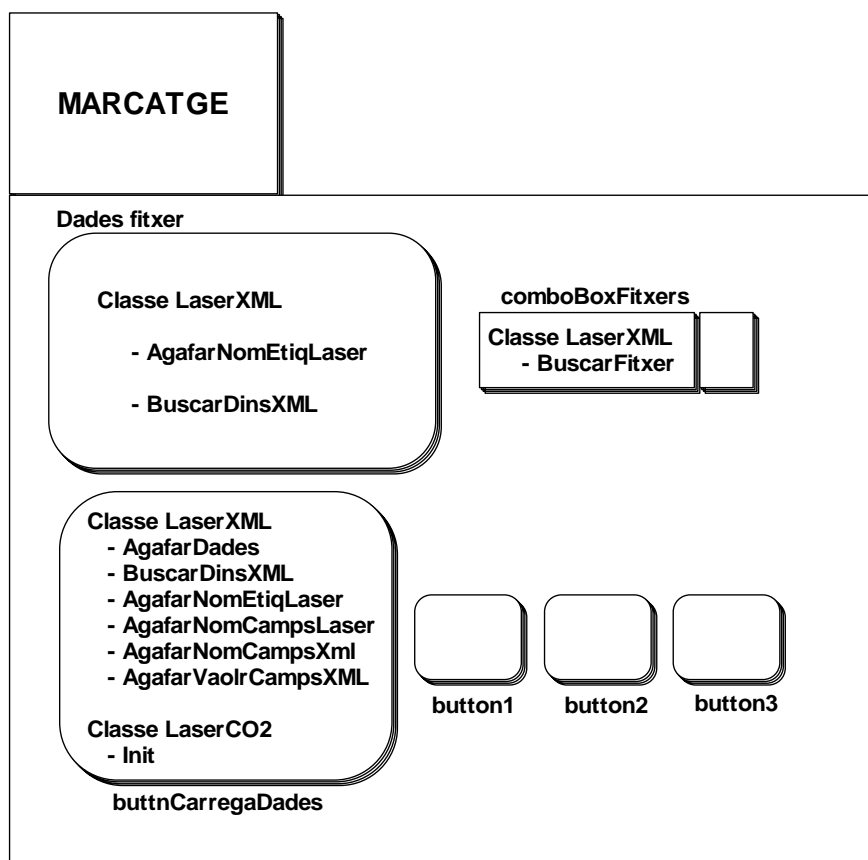 MARCATGE
Dades fitxer
Classe LaserXML
- AgafarNomEtiqLaser
- BuscarDinsXML
comboBoxFitxers
Classe LaserXML
- BuscarFitxer
Classe LaserXML
- AgafarDades
- BuscarDinsXML
- AgafarNomEtiqLaser
- AgafarNomCampsLaser
- AgafarNomCampsXml
- AgafarVaolrCampsXML
Classe LaserCO2
- Init
buttnCarregaDades
button1
button2
button3